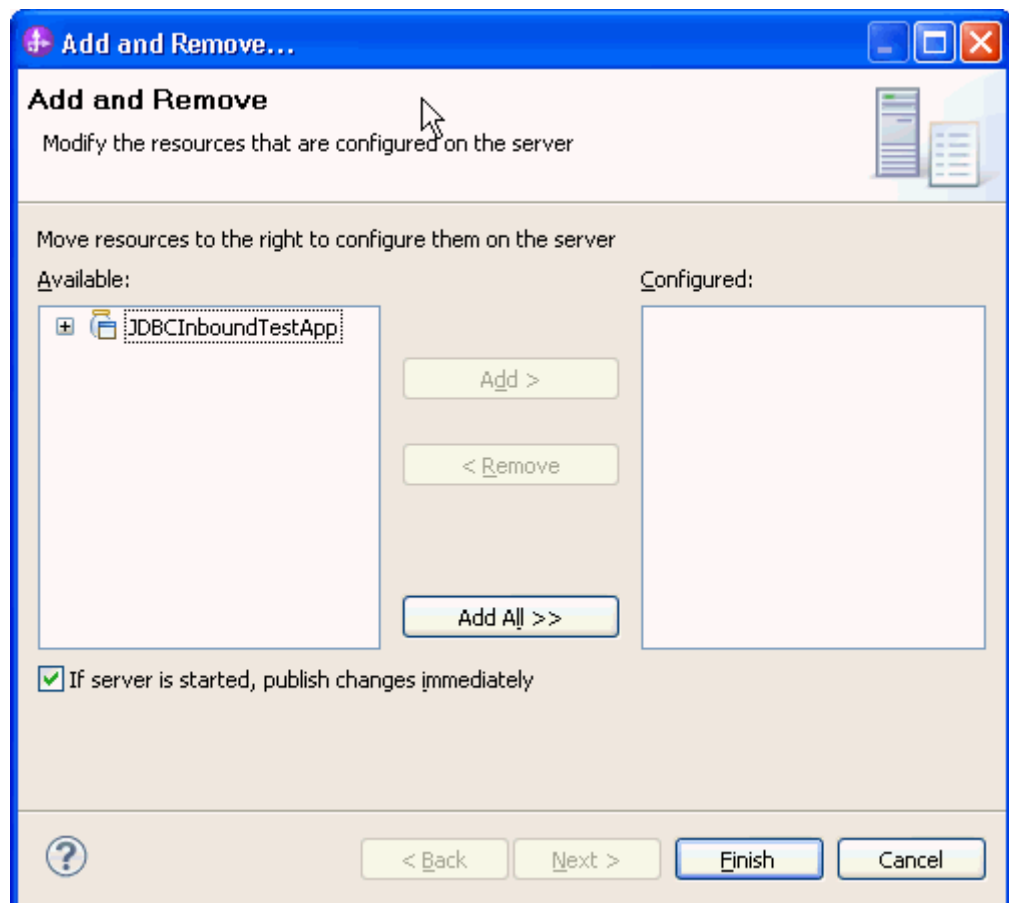 Add and Remove...
Add and Remove
Modify the resources that are configured on the server
Move resources to the right to configure them on the server
Available:
Configured:
JDBCInboundTestApp
Add >
< Remove
Add All >>
If server is started, publish changes immediately
< Back
Next >
Finish
Cancel